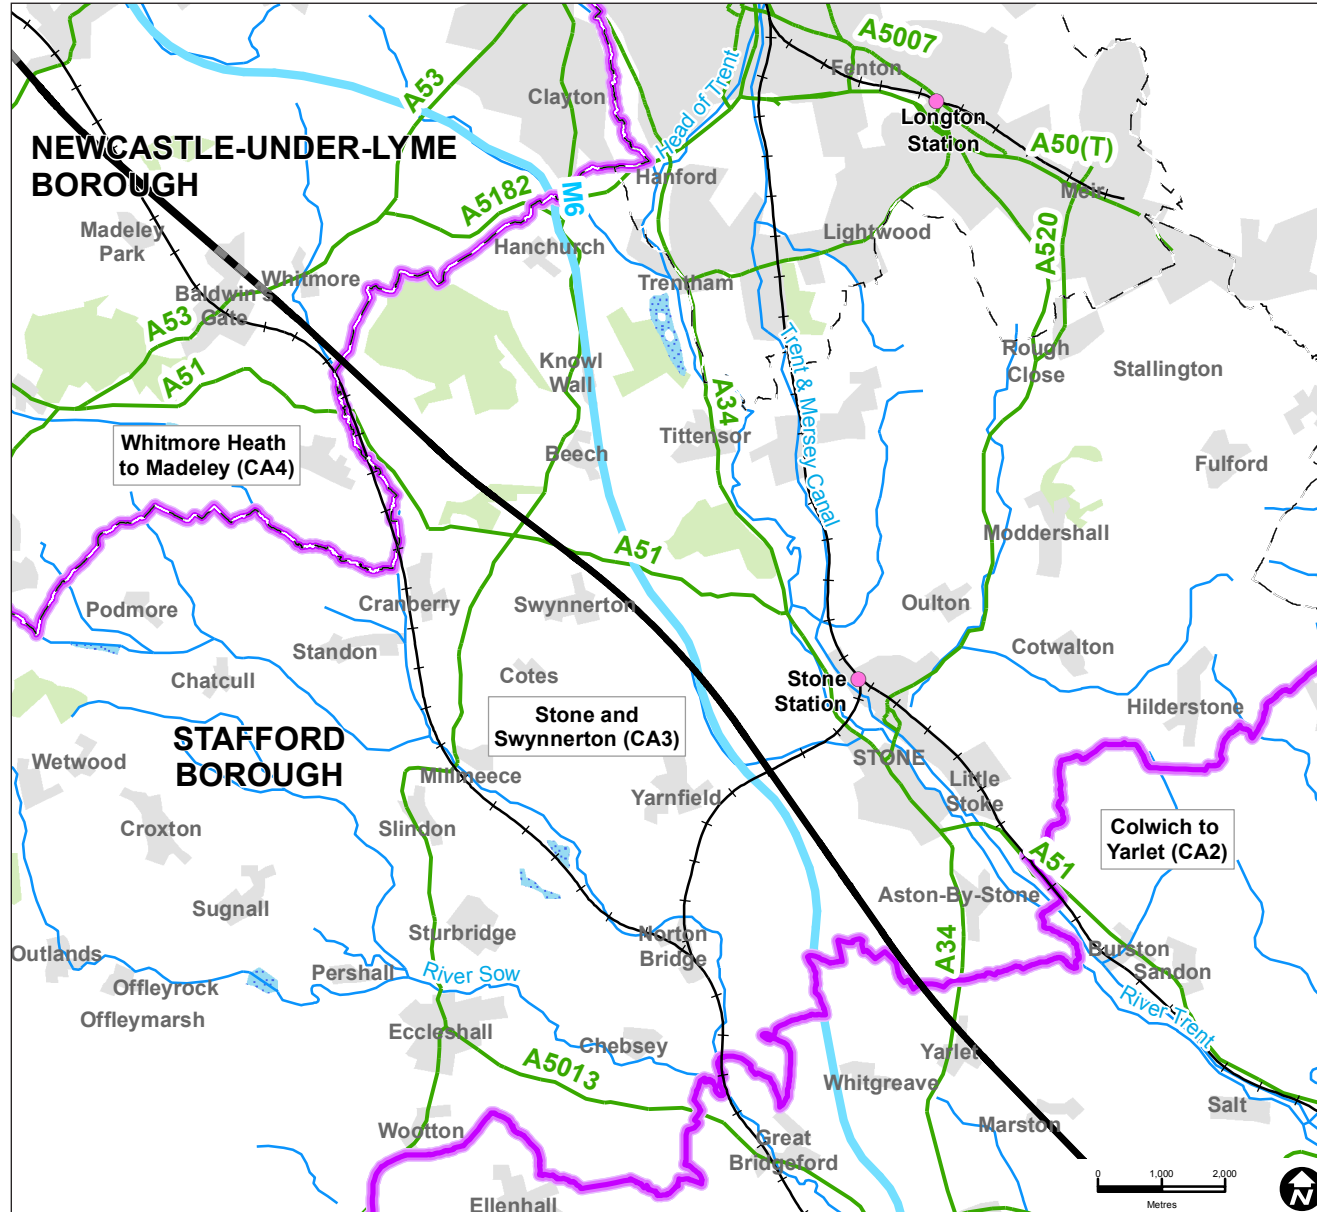 A5007
Fenton
A53
Clayton
Head of Trent
Longton
Station
NEWCASTLE-UNDER-LYME
BOROUGH
A50(T)
Hanford
Meir
A5182
M6
Madeley
Park
Hanchurch
Lightwood
A520
Whitmore
Trentham
Baldwin's
Gate
A53
Trent & Mersey Canal
Knowl
Wall
Rough
Close
Stallington
A51
A34
Whitmore Heath
to Madeley (CA4)
Tittensor
Beech
Fulford
Moddershall
A51
Podmore
Cranberry
Swynnerton
Oulton
Standon
Cotwalton
Chatcull
Cotes
Stone
Station
Hilderstone
Stone and
Swynnerton (CA3)
STAFFORD
BOROUGH
Wetwood
STONE
Millmeece
Little
Stoke
Yarnfield
Croxton
Slindon
Colwich to
Yarlet (CA2)
A51
Aston-By-Stone
Sugnall
Sturbridge
Norton
Bridge
A34
Outlands
Burston
Sandon
Pershall
River Sow
Offleyrock
Offleymarsh
River Trent
Eccleshall
Chebsey
Yarlet
A5013
Whitgreave
Salt
Wootton
Marston
Great
Bridgeford
Ellenhall
0 1,000 2,000
Metres
N